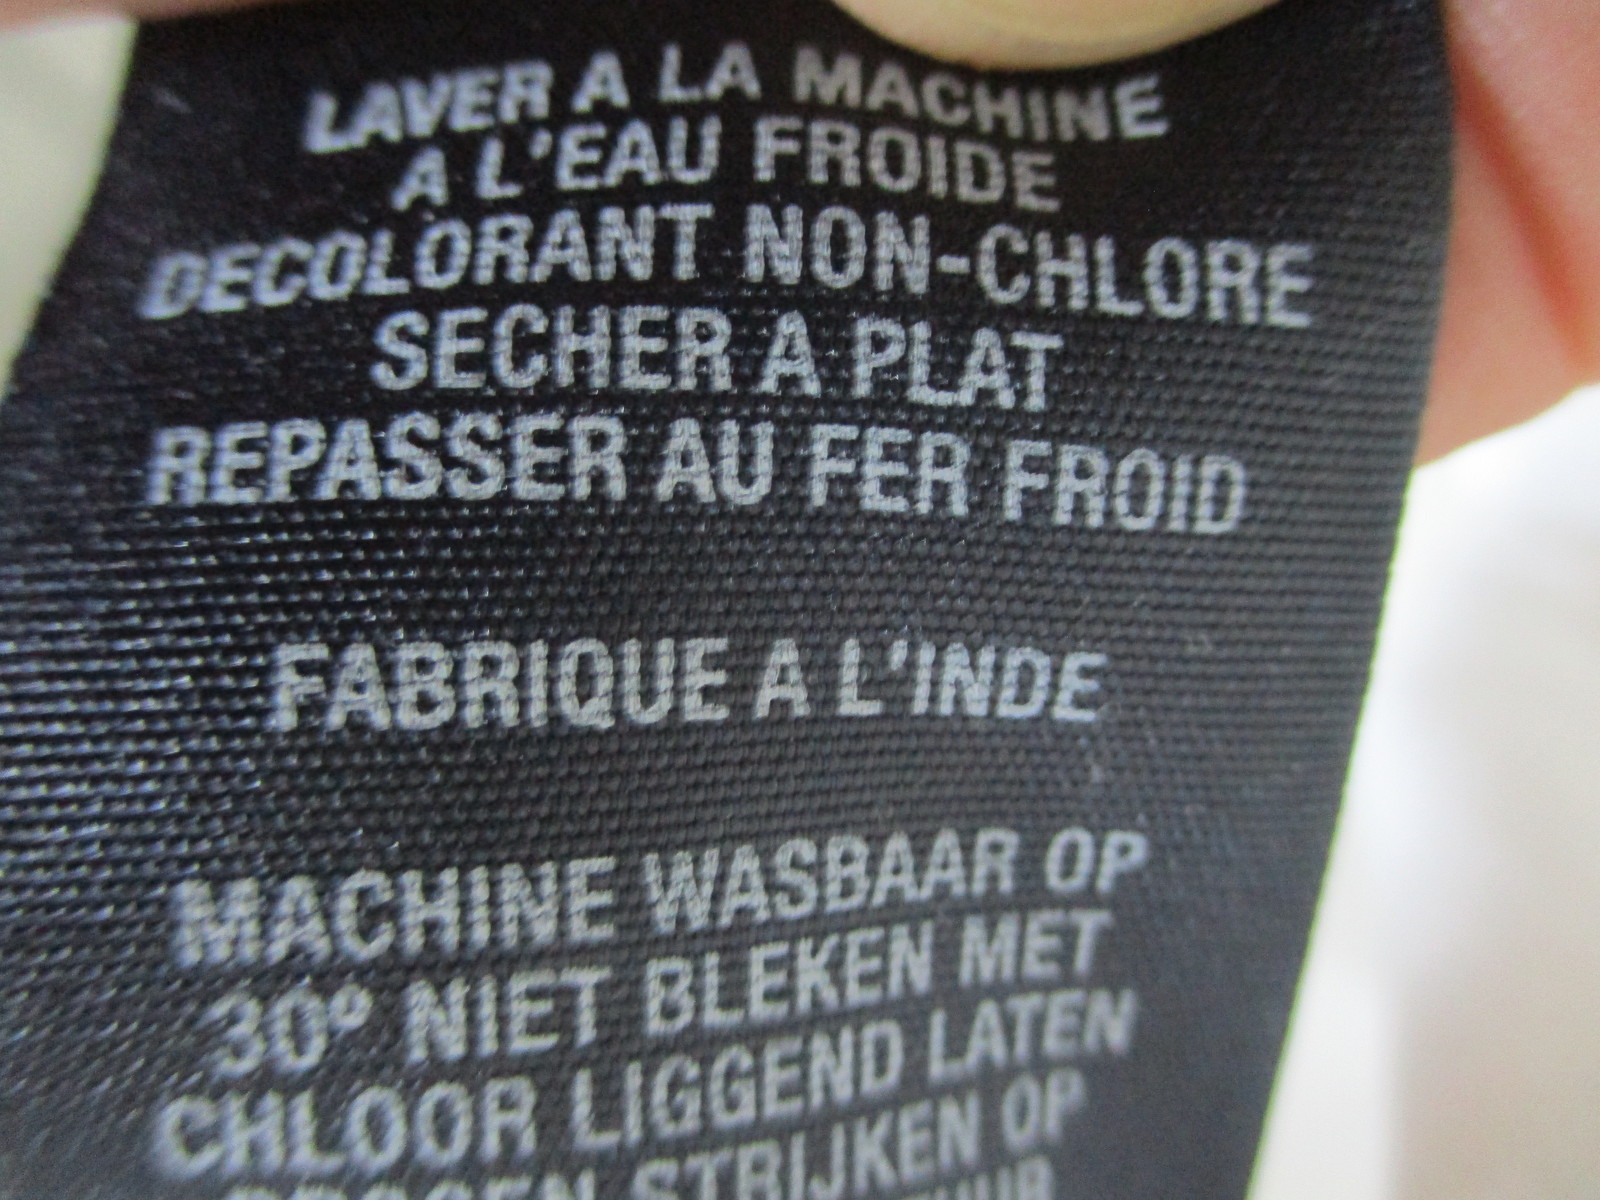 LAVER A LA MACHINE
A L'EAU FROIDE
DECOLORANT NON-CHLORE
SECHER A PLAT
REPASSER AU FER FROID
FABRIQUE A L'INDE
MACHINE WASBAAR OP
30° NIET BLEKEN MET
CHLOOR LIGGEND LATEN
STRIJKEN OP